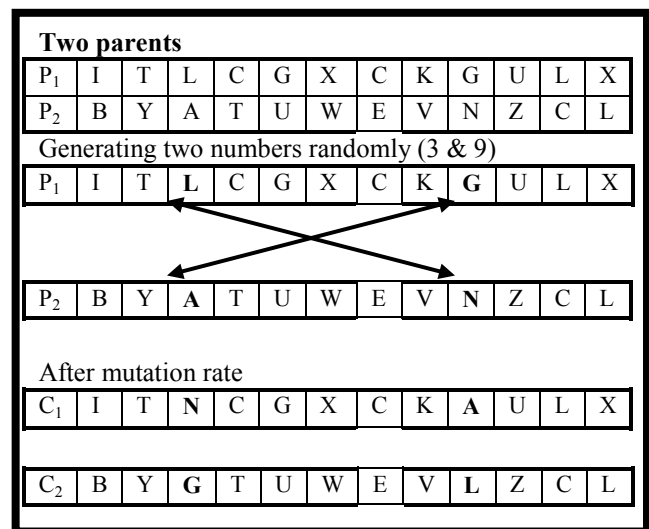 Two parents
P₁ I T L C G X C K G U L X
P₂ B Y A T U W E V N Z C L
Generating two numbers randomly (3 & 9)
P₁ I T L C G X C K G U L X
P₂ B Y A T U W E V N Z C L
After mutation rate
C₁ I T N C G X C K A U L X
C₂ B Y G T U W E V L Z C L